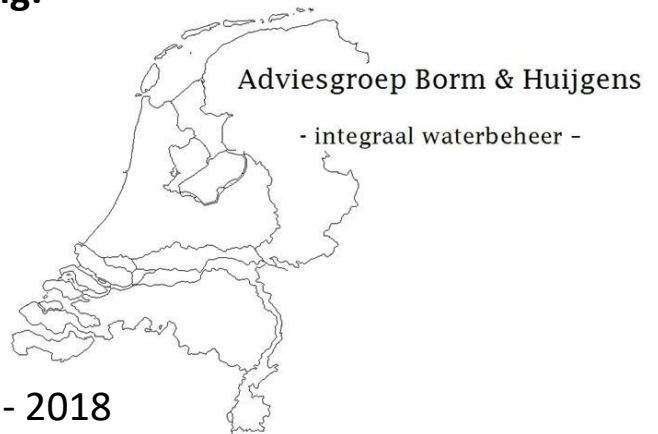 Adviesgroep Borm & Huijgens
- integraal waterbeheer –
- 2018